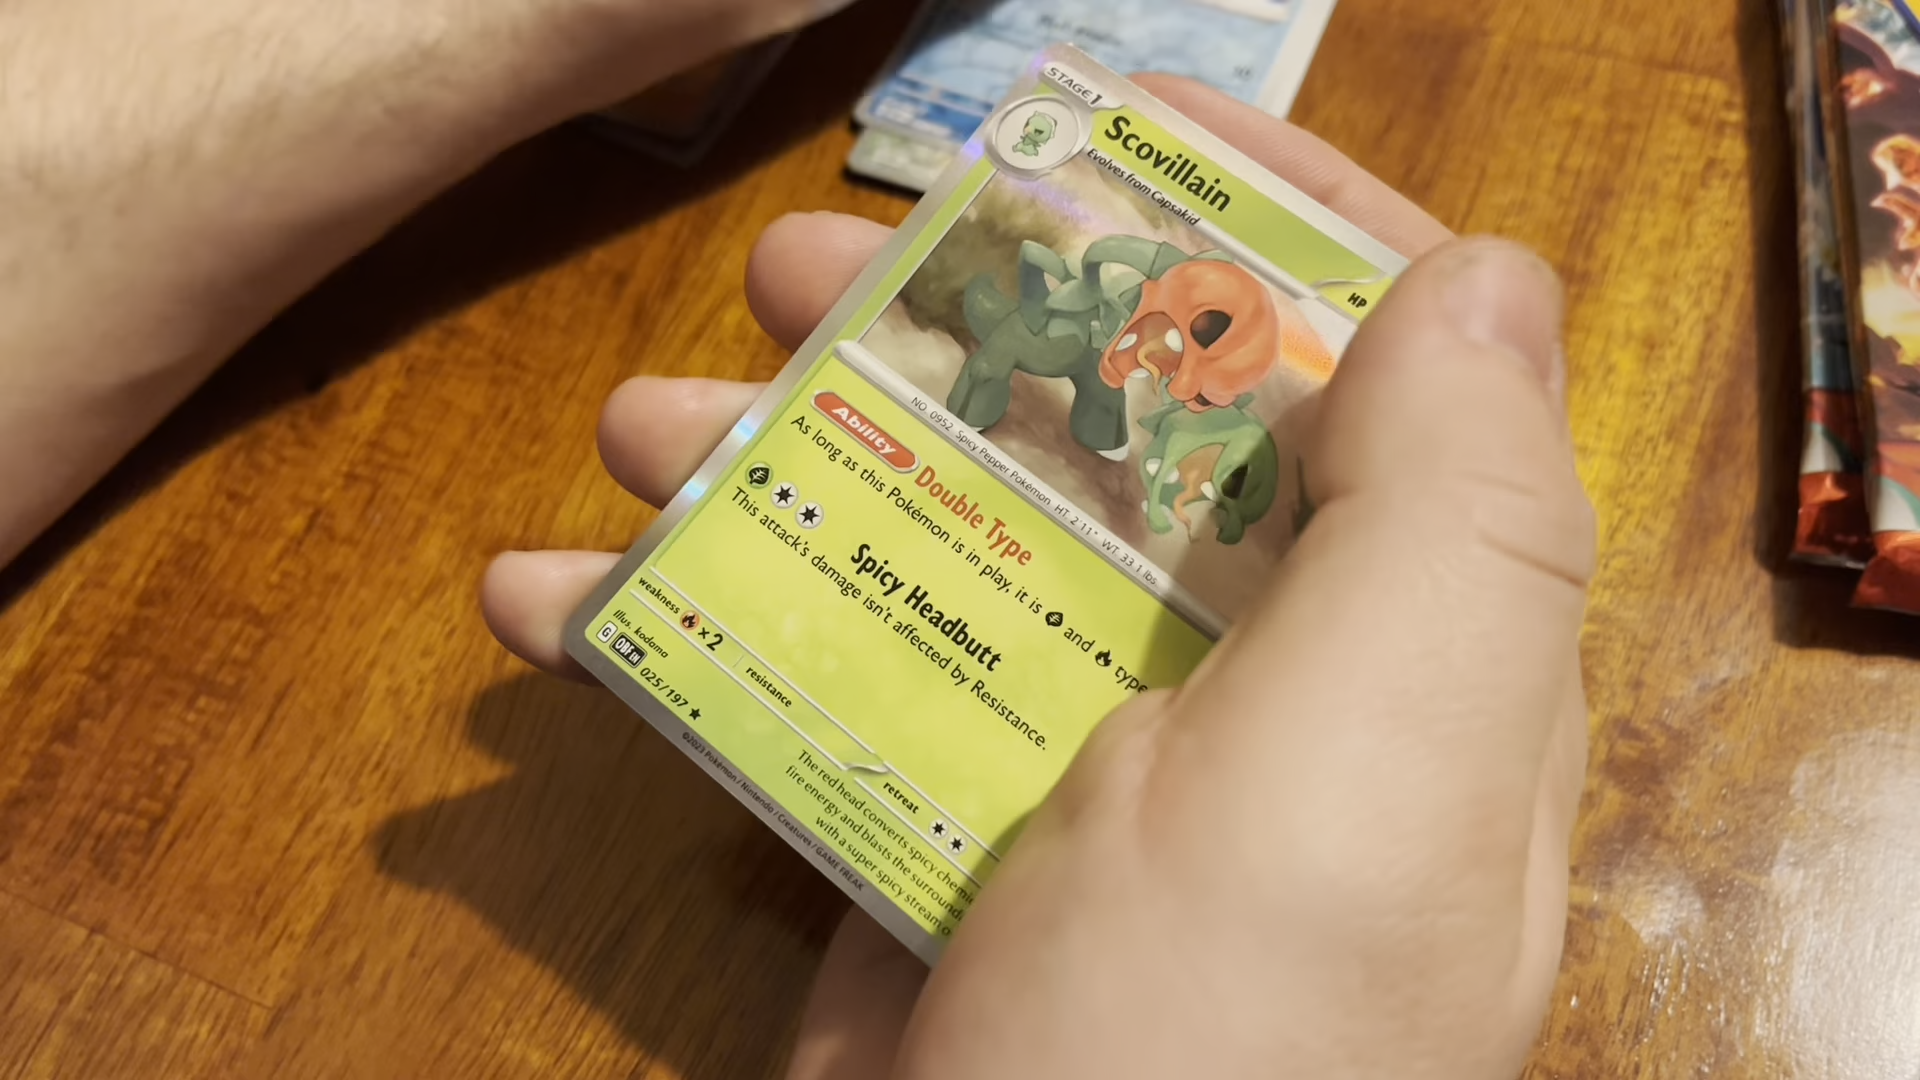 STAGE 1
Scovillain
Evolves from Capsakid
HP
NO. 0952 Spicy Pepper Pokémon HT. 2'11" WT. 33.1 lbs
Ability Double Type
As long as this Pokémon is in play, it is and type
Spicy Headbutt
This attack's damage isn't affected by Resistance.
weakness ×2 resistance retreat
Illus. kodama
G OBF EN 025/197
The red head converts spicy chemi
fire energy and blasts the surround
with a super spicy stream o
©2023 Pokémon / Nintendo / Creatures / GAME FREAK